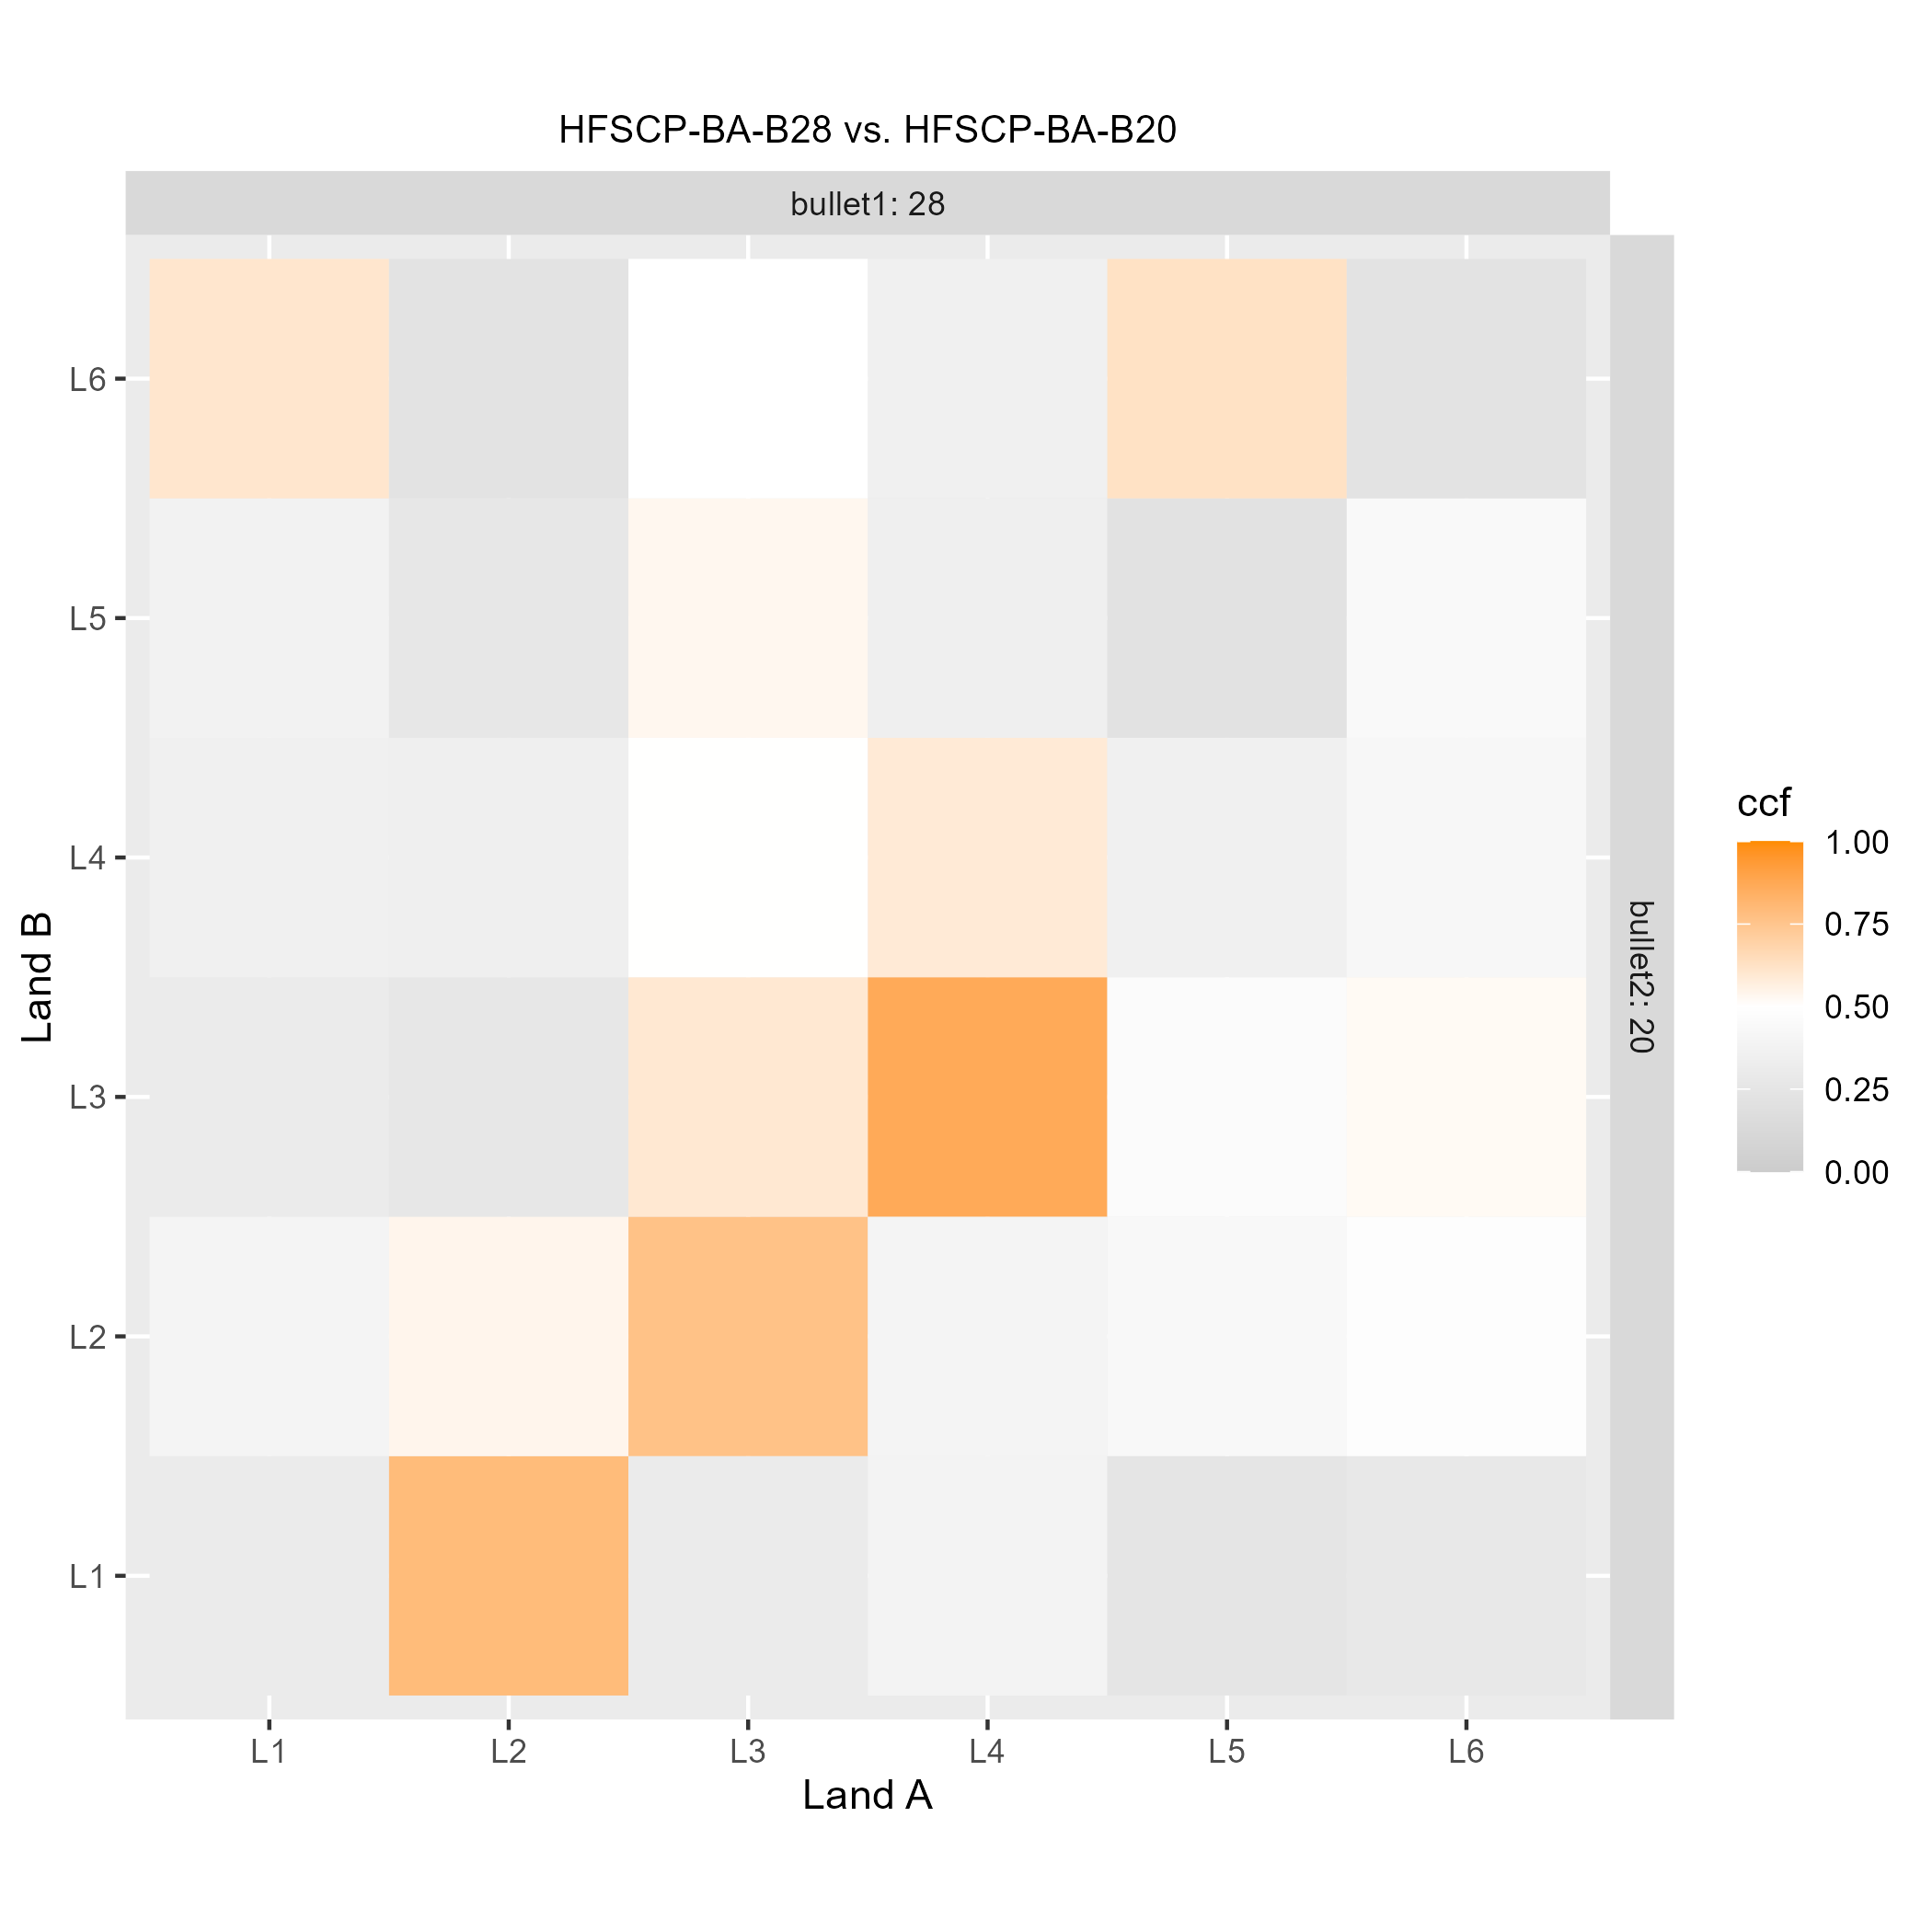 HFSCP-BA-B28 vs. HFSCP-BA-B20
bullet1: 28
L6
L5
L4
L3
L2
L1
Land B
bullet2: 20
L1 L2 L3 L4 L5 L6
Land A
ccf
1.00
0.75
0.50
0.25
0.00